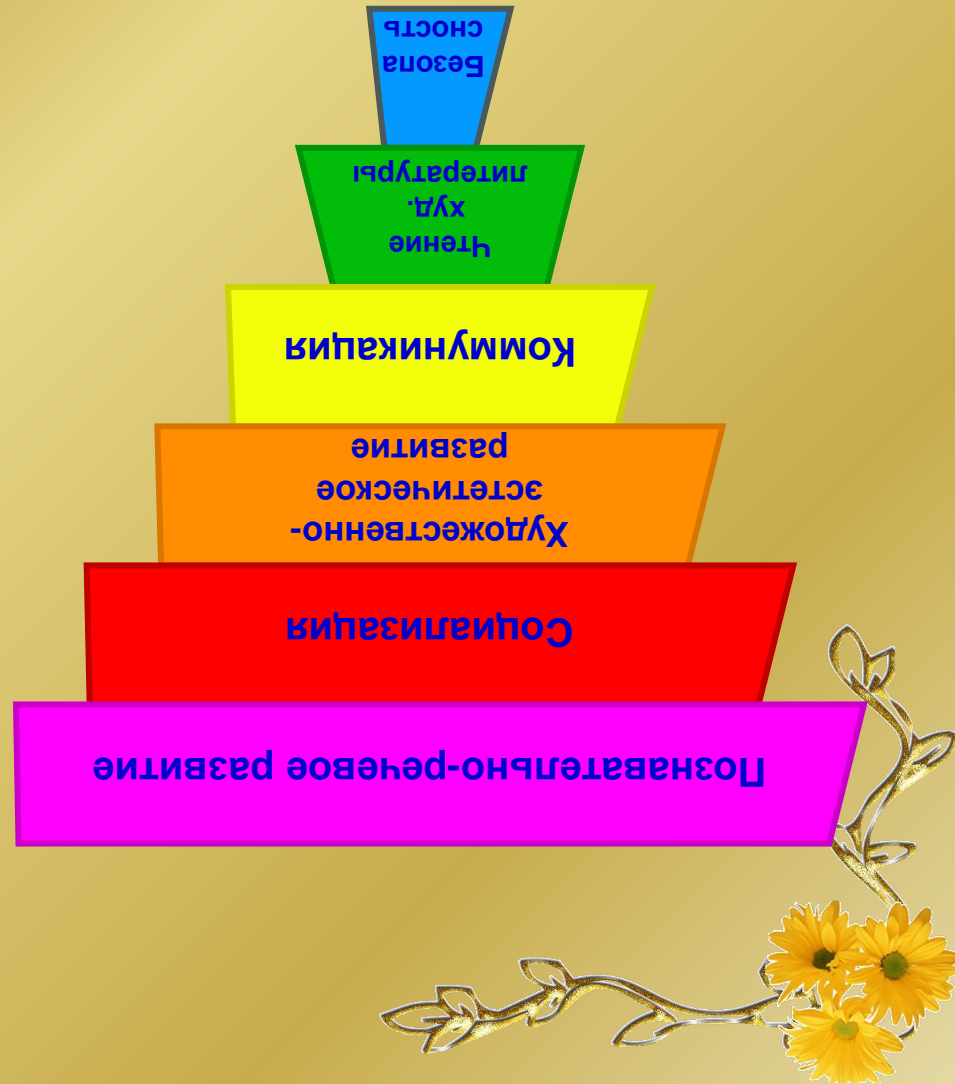 Познавательно-речевое развитие
Социализация
Художественно-
эстетическое
развитие
Коммуникация
Чтение
худ.
литературы
Безопа
сность